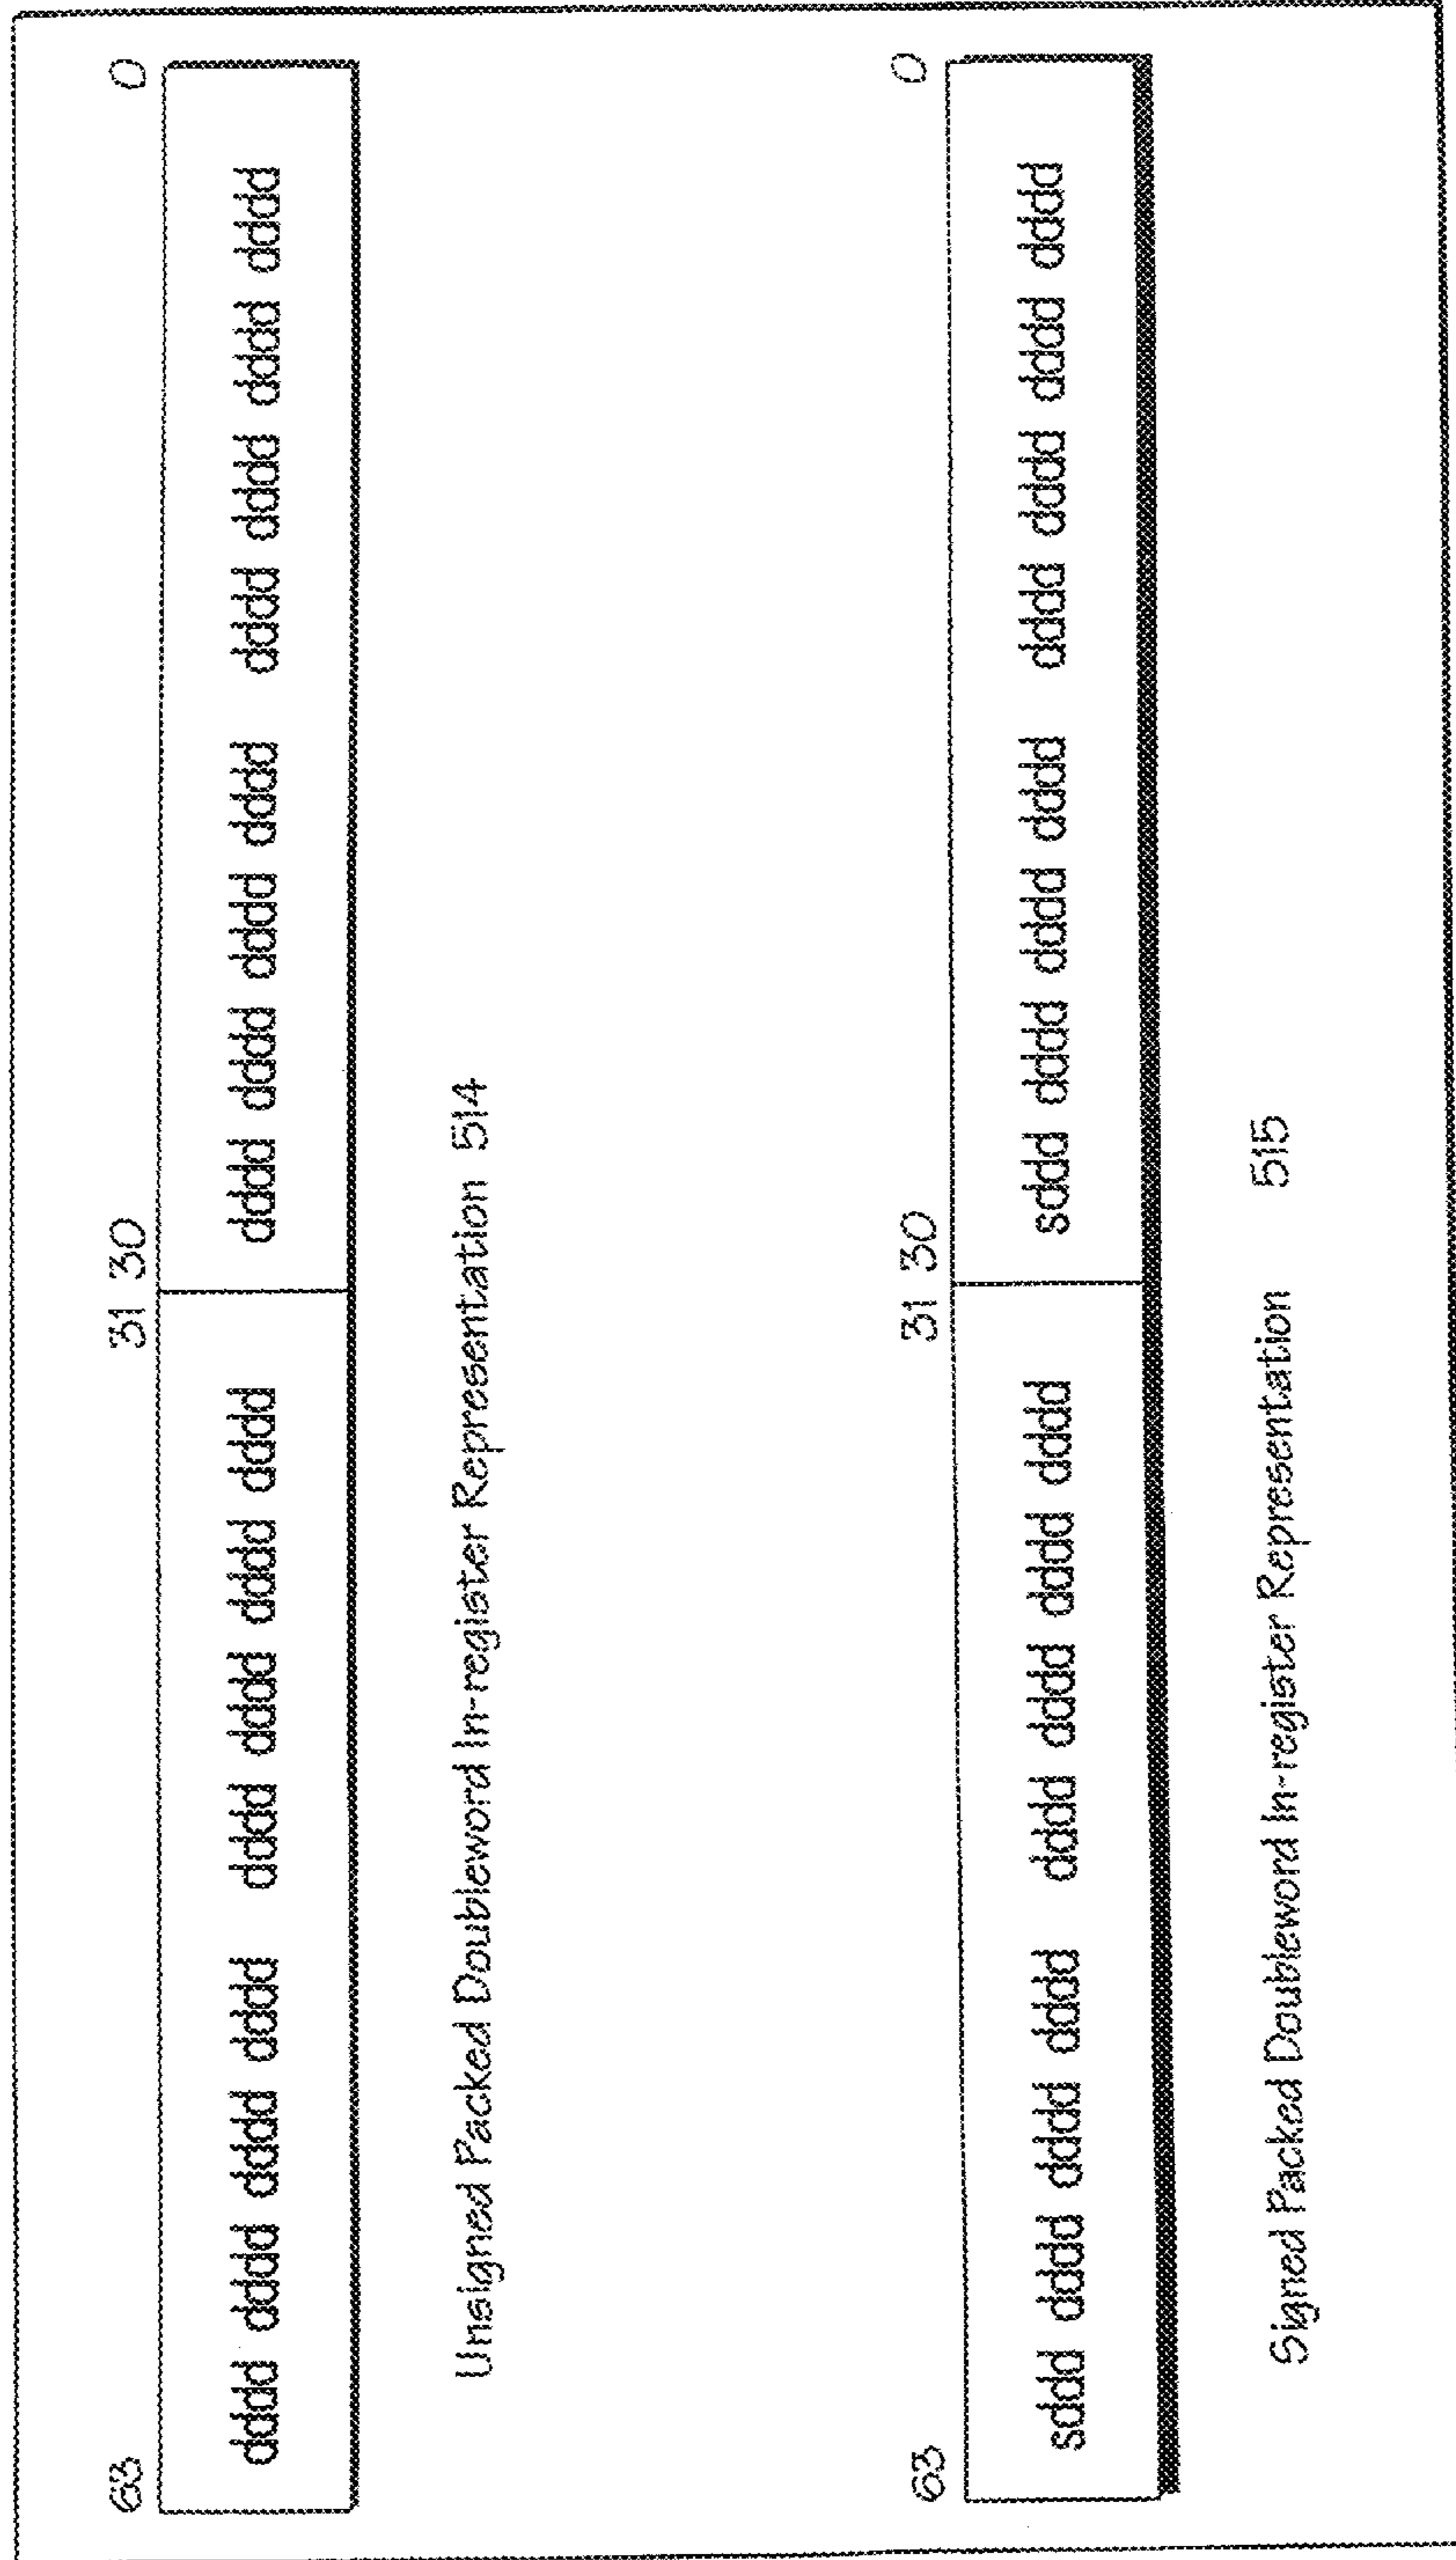 63 31 30 0
dddd dddd dddd dddd dddd dddd dddd dddd dddd dddd dddd dddd dddd dddd dddd dddd
Unsigned Packed Doubleword In-register Representation 514
63 31 30 0
sddd dddd dddd dddd dddd dddd dddd dddd sddd dddd dddd dddd dddd dddd dddd dddd
Signed Packed Doubleword In-register Representation 515